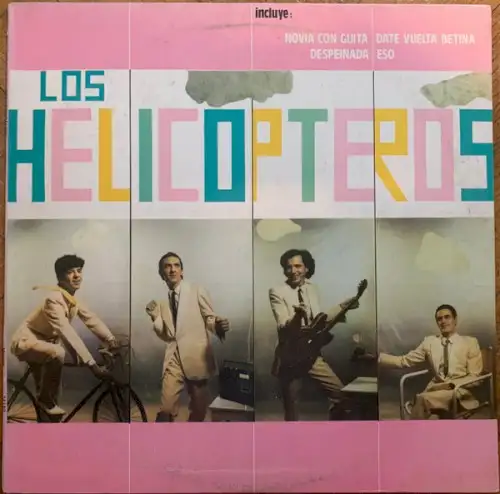 incluye:
NOVIA CON GUITA DATE VUELTA BETINA
DESPEINADA ESO
LOS
HELICOPTEROS